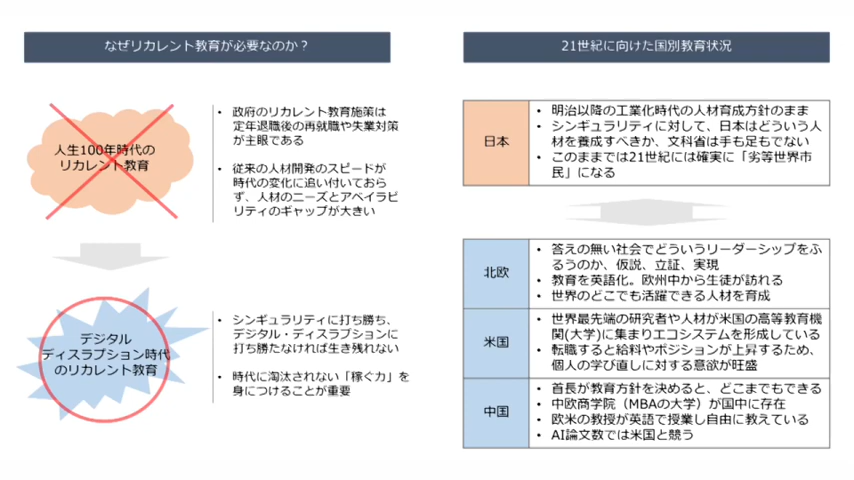 なぜリカレント教育が必要なのか？
人生100年時代の
リカレント教育
• 政府のリカレント教育施策は
定年退職後の再就職や失業対策
が主眼である
• 従来の人材開発のスピードが
時代の変化に追い付いておら
ず、人材のニーズとアベイラビ
リティのギャップが大きい
デジタル
ディスラプション時代
のリカレント教育
• シンギュラリティに打ち勝ち、
デジタル・ディスラプションに
打ち勝たなければ生き残れない
• 時代に淘汰されない「稼ぐ力」を
身につけることが重要
21世紀に向けた国別教育状況
日本
• 明治以降の工業化時代の人材育成方針のまま
• シンギュラリティに対して、日本はどういう人
材を養成すべきか、文科省は手も足もでない
• このままでは21世紀には確実に「劣等世界市
民」になる
北欧
• 答えの無い社会でどういうリーダーシップをふ
るうのか、仮説、立証、実現
• 教育を英語化。欧州中から生徒が訪れる
• 世界のどこでも活躍できる人材を育成
米国
• 世界最先端の研究者や人材が米国の高等教育機
関(大学)に集まりエコシステムを形成している
• 転職すると給料やポジションが上昇するため、
個人の学び直しに対する意欲が旺盛
中国
• 首長が教育方針を決めると、どこまでもできる
• 中欧商学院（MBAの大学）が国中に存在
• 欧米の教授が英語で授業し自由に教えている
• AI論文数では米国と競う